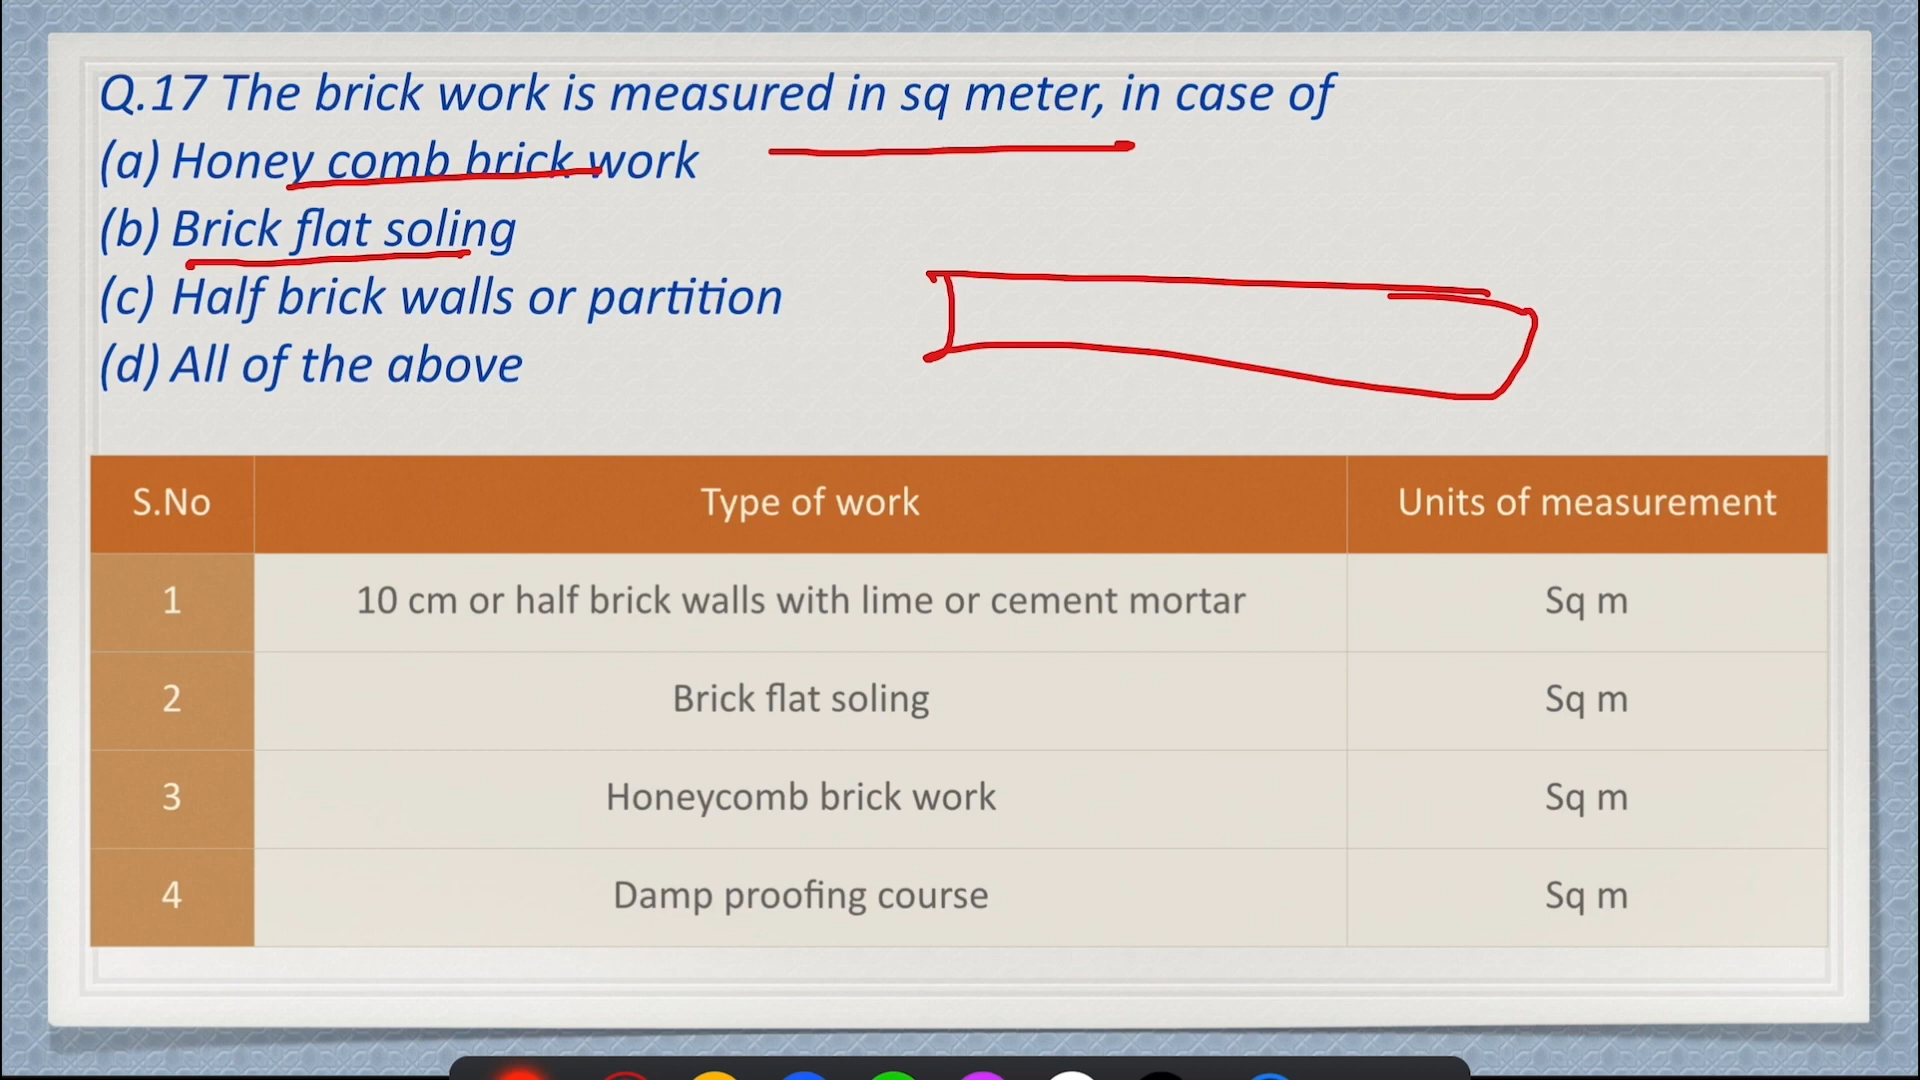 Q.17 The brick work is measured in sq meter, in case of
(a) Honey comb brick work
(b) Brick flat soling
(c) Half brick walls or partition
(d) All of the above
S.No Type of work Units of measurement
1 10 cm or half brick walls with lime or cement mortar Sq m
2 Brick flat soling Sq m
3 Honeycomb brick work Sq m
4 Damp proofing course Sq m